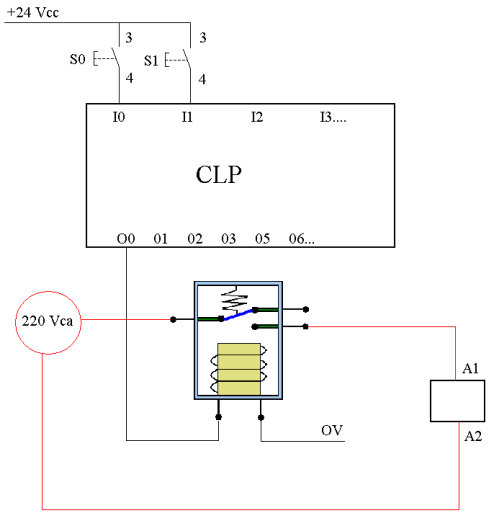 +24 Vcc
3 3
S0 S1
4 4
I0 I1 I2 I3....
CLP
O0 01 02 03 05 06...
220 Vca
A1
OV
A2